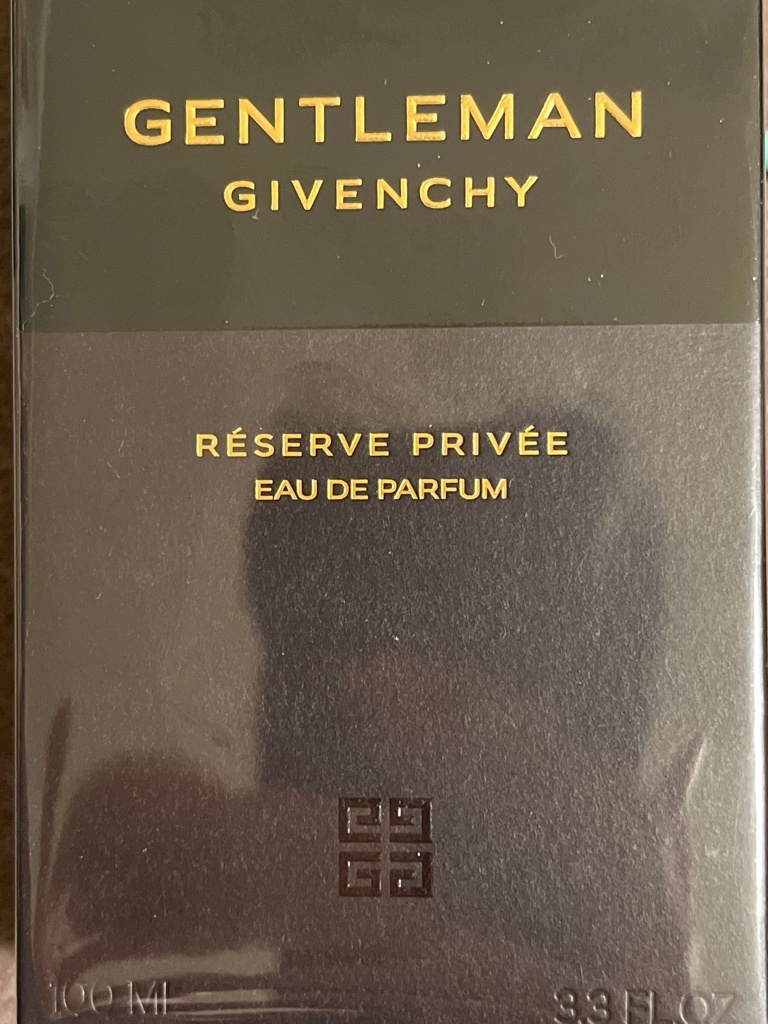 GENTLEMAN
GIVENCHY
RÉSERVE PRIVÉE
EAU DE PARFUM
100 ML 3.3 FL.OZ